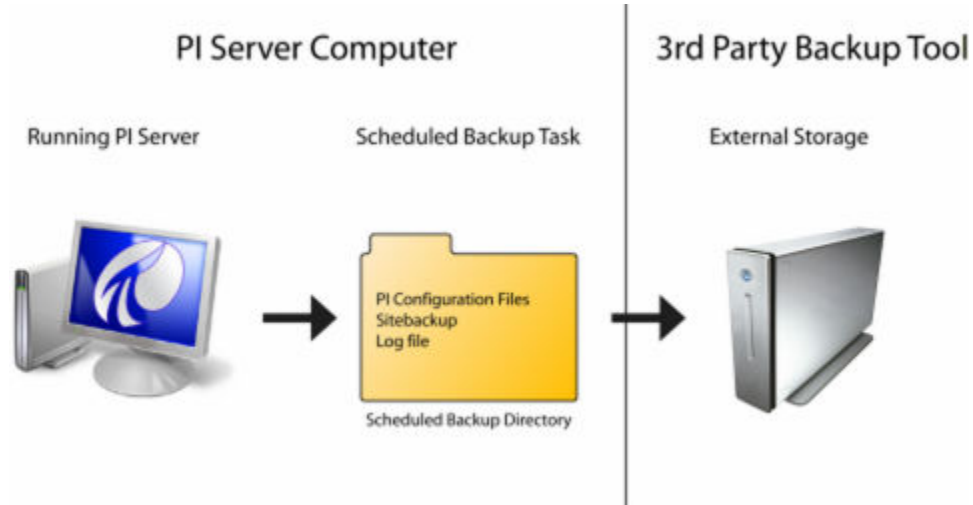 PI Server Computer
3rd Party Backup Tool
Running PI Server
Scheduled Backup Task
External Storage
PI Configuration Files
Sitebackup
Log file
Scheduled Backup Directory